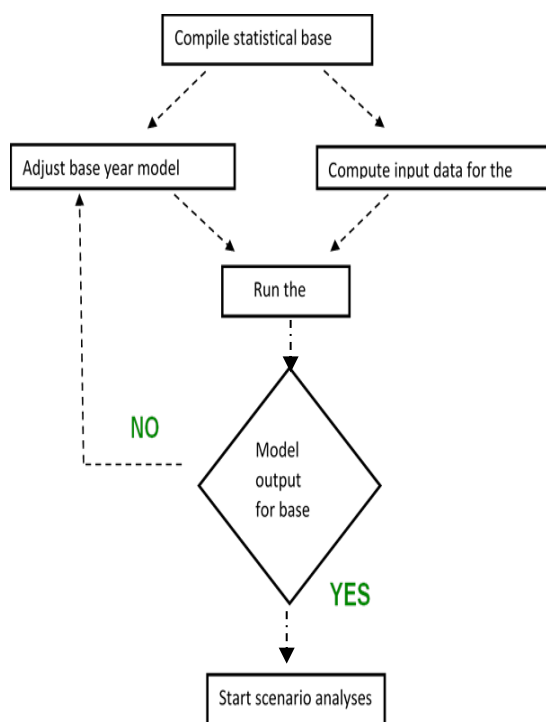 Compile statistical base
Adjust base year model
Compute input data for the
Run the
NO
Model
output
for base
YES
Start scenario analyses